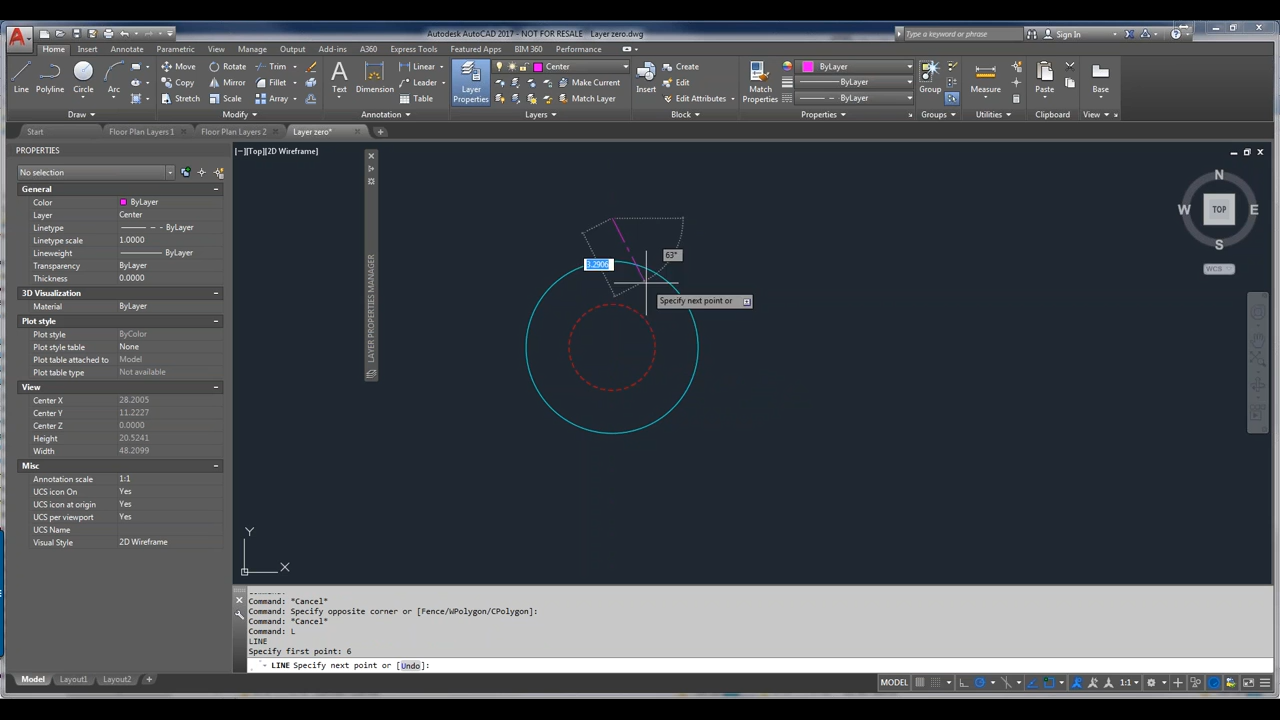 Autodesk AutoCAD 2017 - NOT FOR RESALE Layer zero.dwg
Type a keyword or phrase
Sign In
Home Insert Annotate Parametric View Manage Output Add-ins A360 Express Tools Featured Apps BIM 360 Performance
Line
Polyline
Circle
Arc
Move
Rotate
Trim
Copy
Mirror
Fillet
Stretch
Scale
Array
Text
Dimension
Linear
Leader
Table
Layer
Properties
Center
Make Current
Match Layer
Insert
Create
Edit
Edit Attributes
Match
Properties
ByLayer
ByLayer
ByLayer
Group
Measure
Paste
Base
Draw Modify Annotation Layers Block Properties Groups Utilities Clipboard View
Start Floor Plan Layers 1 Floor Plan Layers 2 Layer zero*
PROPERTIES
No selection
General
Color ByLayer
Layer Center
Linetype ByLayer
Linetype scale 1.0000
Lineweight ByLayer
Transparency ByLayer
Thickness 0.0000
3D Visualization
Material ByLayer
Plot style
Plot style ByColor
Plot style table None
Plot table attached to Model
Plot table type Not available
View
Center X 28.2005
Center Y 11.2227
Center Z 0.0000
Height 20.5241
Width 48.2099
Misc
Annotation scale 1:1
UCS icon On Yes
UCS icon at origin Yes
UCS per viewport Yes
UCS Name
Visual Style 2D Wireframe
[−][Top][2D Wireframe]
LAYER PROPERTIES MANAGER
63°
Specify next point or
N
W TOP E
S
WCS
Y
X
Command: *Cancel*
Command: Specify opposite corner or [Fence/WPolygon/CPolygon]:
Command: *Cancel*
Command: L
LINE
Specify first point: 6
LINE Specify next point or [Undo]:
Model Layout1 Layout2 +
MODEL
1:1